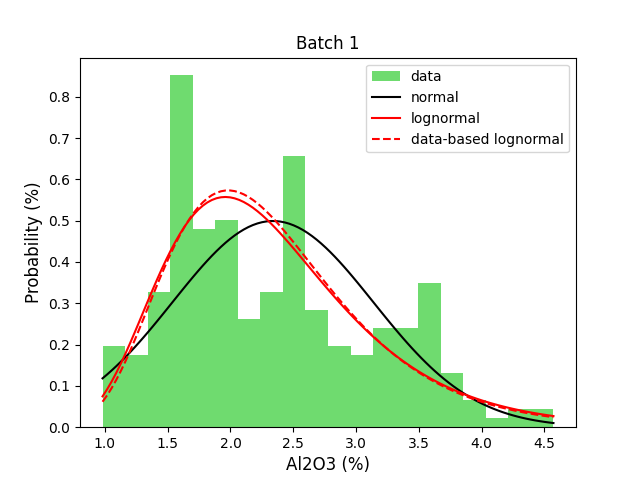 Batch 1
data
normal
lognormal
data-based lognormal
Probability (%)
0.8
0.7
0.6
0.5
0.4
0.3
0.2
0.1
0.0
1.0 1.5 2.0 2.5 3.0 3.5 4.0 4.5
Al2O3 (%)